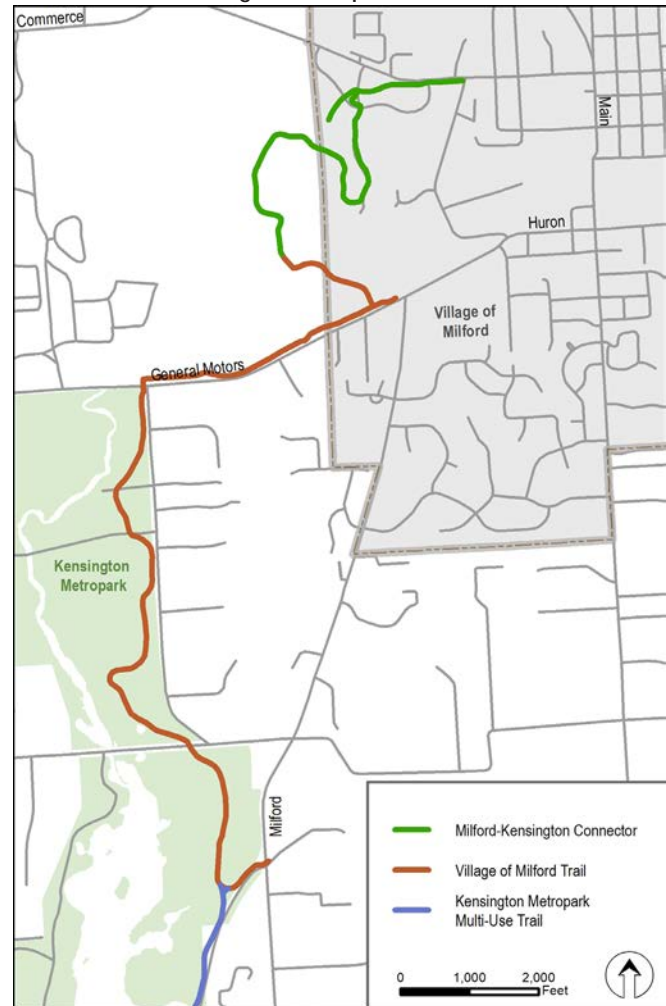 Commerce
Main
Huron
Village of
Milford
General Motors
Kensington
Metropark
Milford
Milford-Kensington Connector
Village of Milford Trail
Kensington Metropark
Multi-Use Trail
0 1,000 2,000
Feet